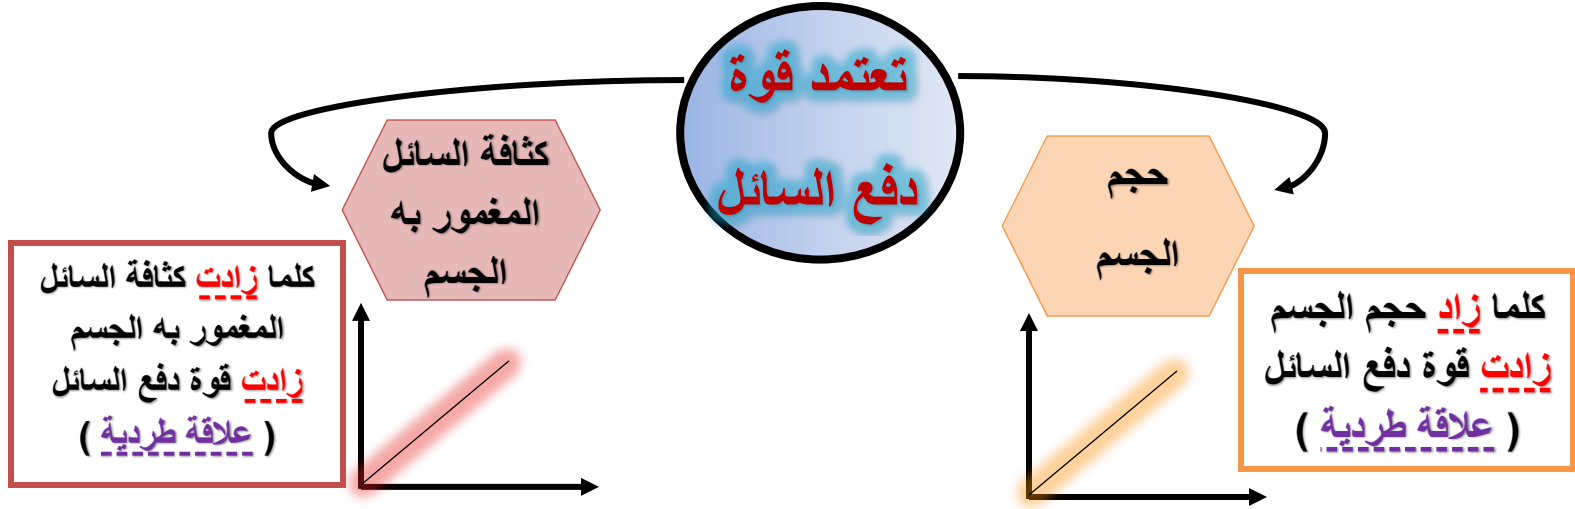 تعتمد قوة
دفع السائل
حجم
الجسم
كلما زاد حجم الجسم
زادت قوة دفع السائل
( علاقة طردية )
كثافة السائل
المغمور به
الجسم
كلما زادت كثافة السائل
المغمور به الجسم
زادت قوة دفع السائل
( علاقة طردية )